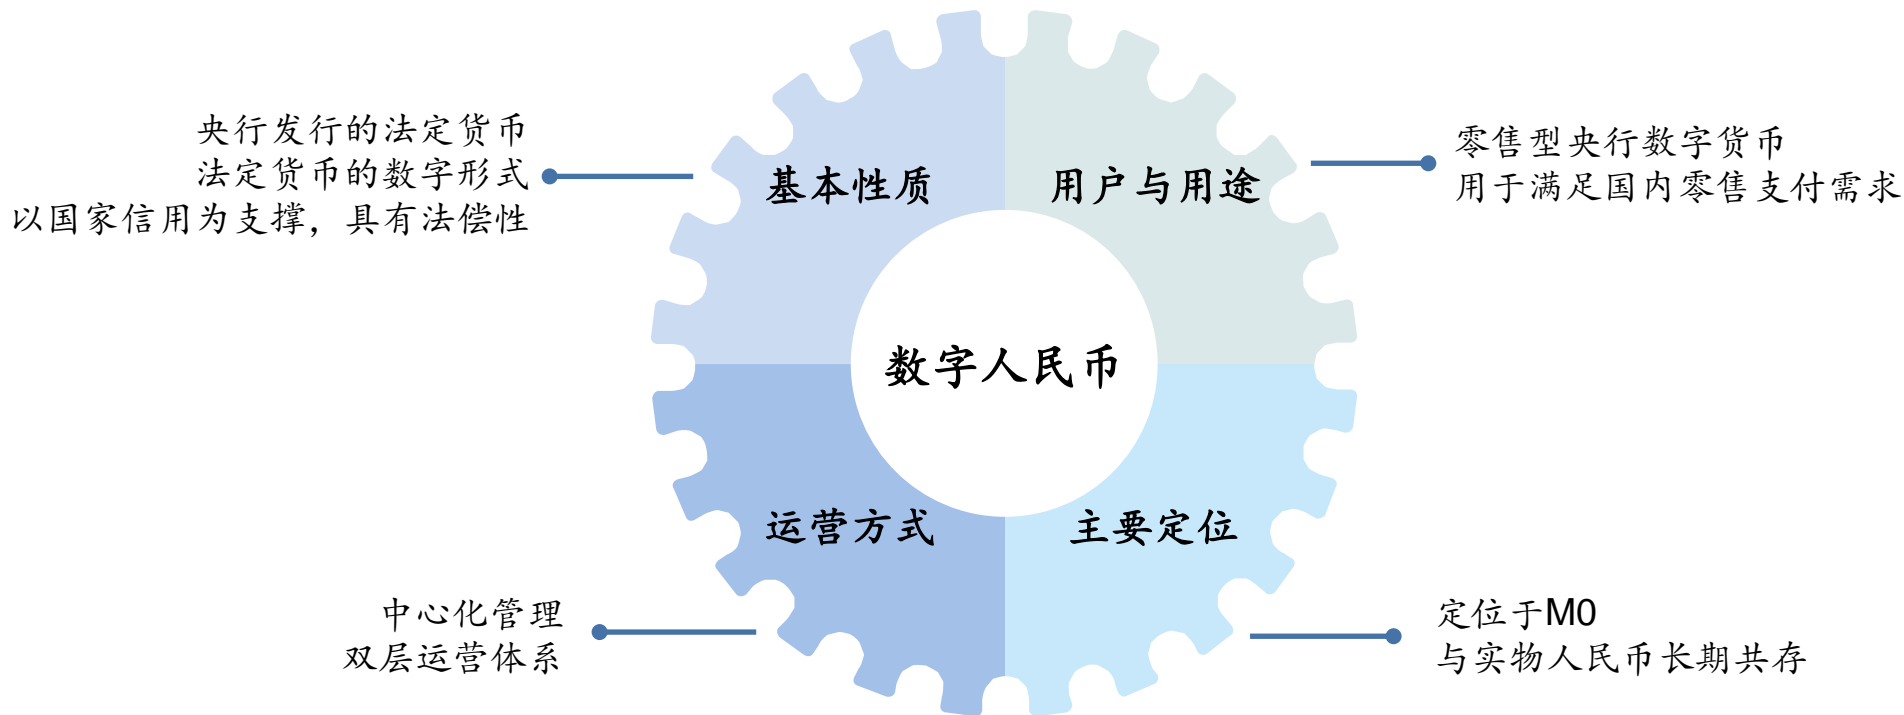 央行发行的法定货币
法定货币的数字形式
以国家信用为支撑，具有法偿性
基本性质
用户与用途
零售型央行数字货币
用于满足国内零售支付需求
数字人民币
运营方式
主要定位
中心化管理
双层运营体系
定位于M0
与实物人民币长期共存